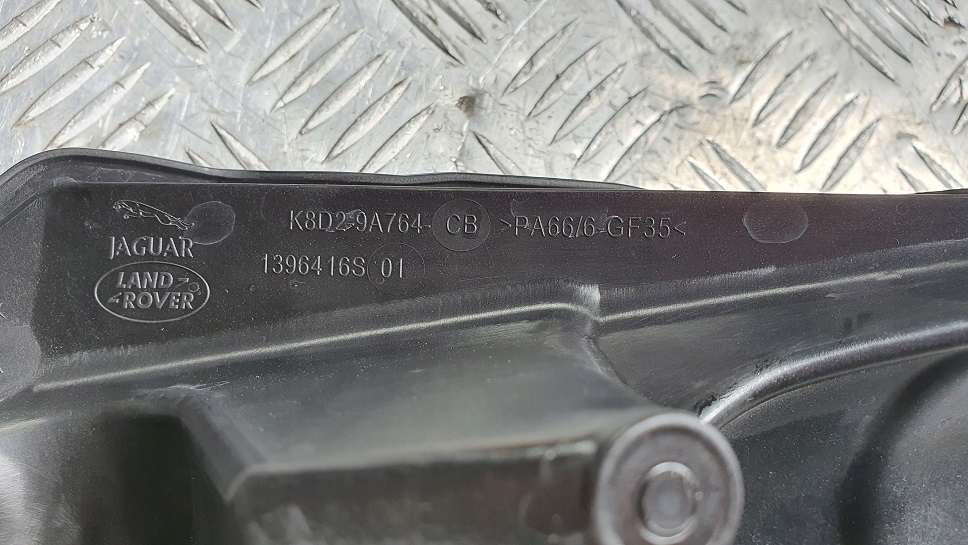 JAGUAR
LAND
ROVER
K8D2-9A764- CB >PA66/6-GF35<
1396416S 01